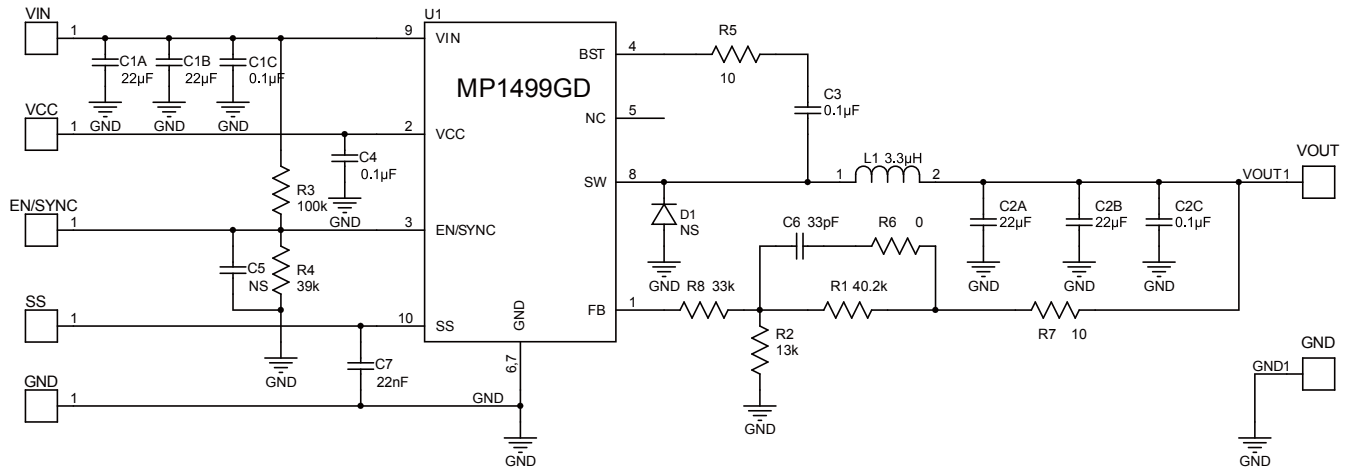 VIN
1
C1A
22µF
GND
C1B
22µF
GND
C1C
0.1µF
GND
VCC
1
C4
0.1µF
GND
R3
100k
EN/SYNC
1
C5
NS
R4
39k
GND
SS
1
C7
22nF
GND
1
GND
GND
U1
MP1499GD
9
VIN
2
VCC
3
EN/SYNC
10
SS
GND
6,7
BST
4
NC
5
SW
8
FB
1
R5
10
C3
0.1µF
D1
NS
GND
1
L1 3.3µH
2
C6 33pF
R6 0
R8 33k
R1 40.2k
R2
13k
GND
R7 10
C2A
22µF
GND
C2B
22µF
GND
C2C
0.1µF
GND
VOUT
VOUT1
GND
GND1
GND